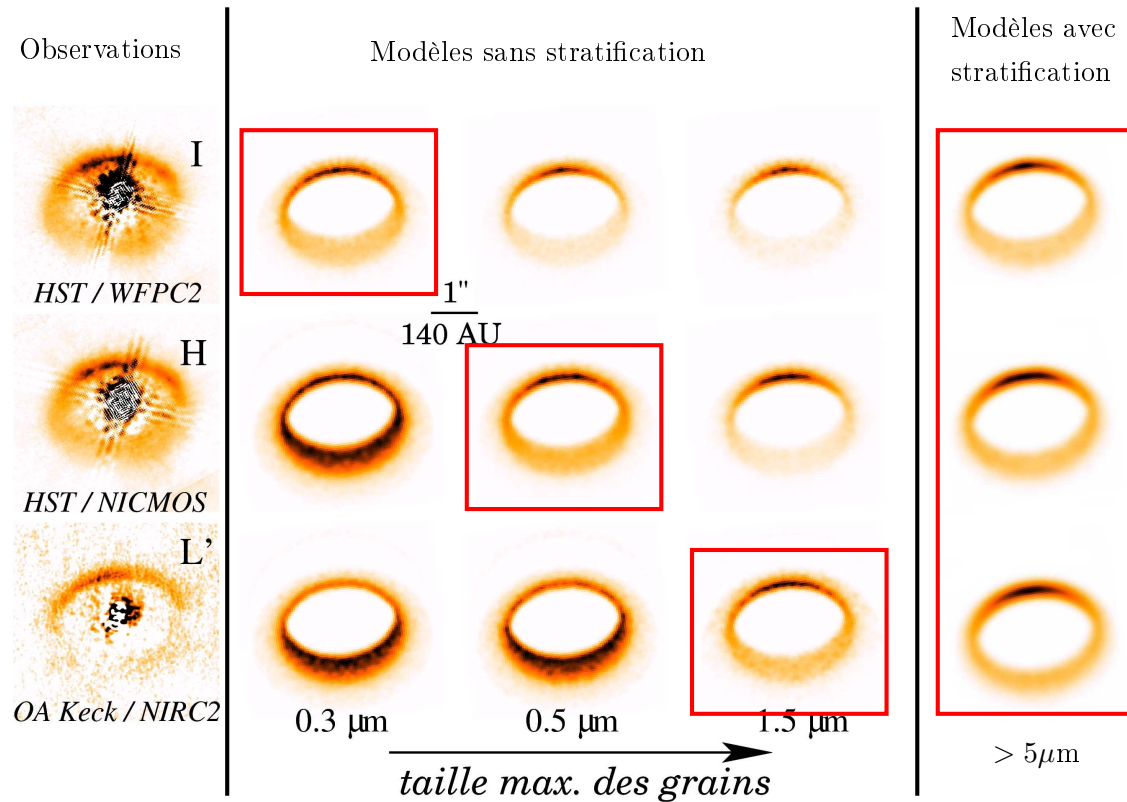 Observations
Modèles sans stratification
Modèles avec
stratification
I
HST / WFPC2
1"
140 AU
H
HST / NICMOS
L'
OA Keck / NIRC2
0.3 μm
0.5 μm
1.5 μm
> 5μm
taille max. des grains